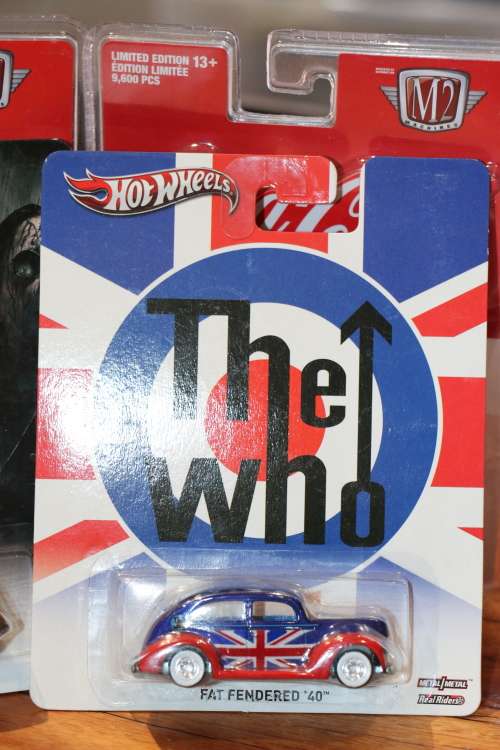 LIMITED EDITION 13+
ÉDITION LIMITÉE
9,600 PCS
M2
MACHINES
HOT WHEELS
The
Who
FAT FENDERED '40
METAL/METAL
Real Riders